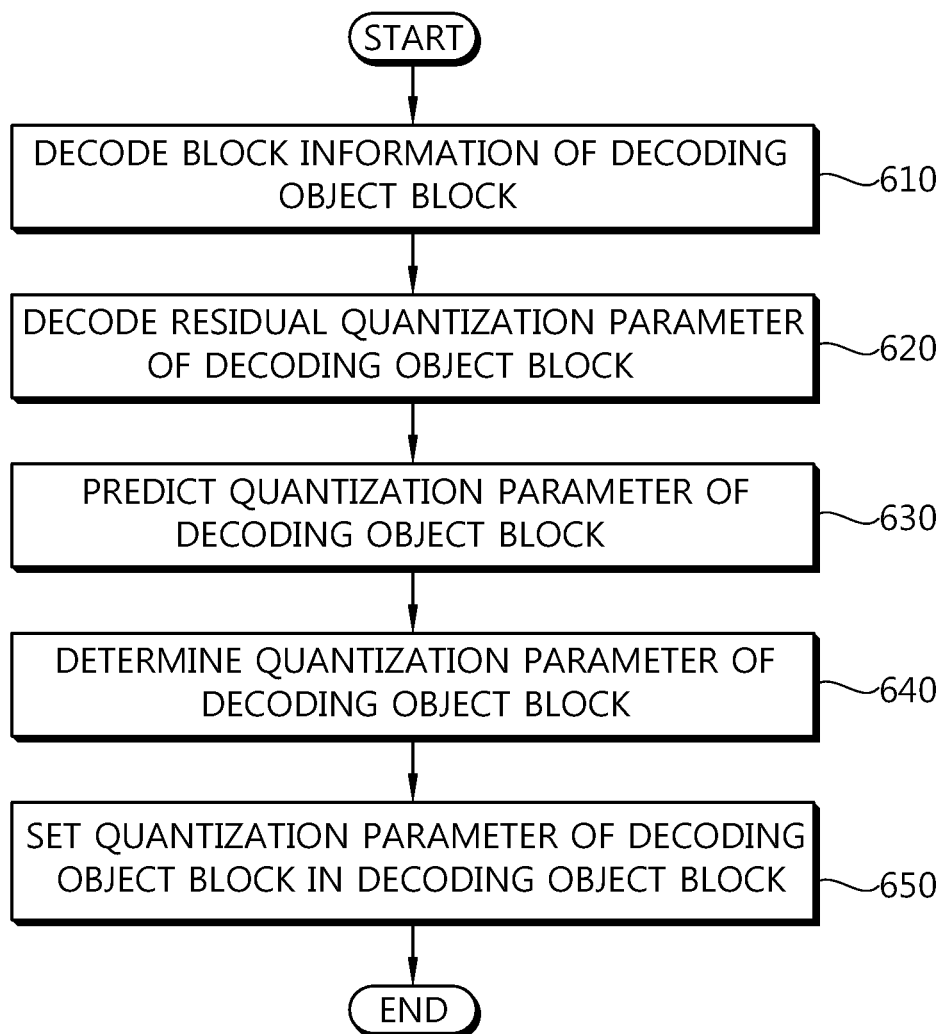 START
DECODE BLOCK INFORMATION OF DECODING
OBJECT BLOCK
610
DECODE RESIDUAL QUANTIZATION PARAMETER
OF DECODING OBJECT BLOCK
620
PREDICT QUANTIZATION PARAMETER OF
DECODING OBJECT BLOCK
630
DETERMINE QUANTIZATION PARAMETER OF
DECODING OBJECT BLOCK
640
SET QUANTIZATION PARAMETER OF DECODING
OBJECT BLOCK IN DECODING OBJECT BLOCK
650
END